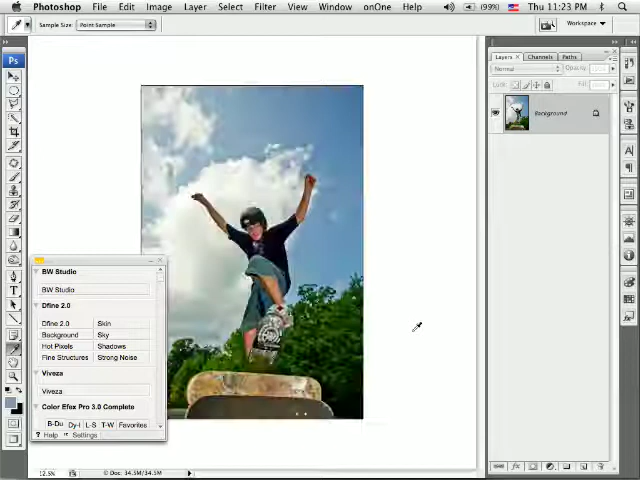 Photoshop File Edit Image Layer Select Filter View Window onOne Help (99%) Thu 11:23 PM
Sample Size: Point Sample Workspace
Ps
Layers × Channels Paths
Normal Opacity:
Lock: Fill:
Background
BW Studio
BW Studio
Dfine 2.0
Dfine 2.0 Skin
Background Sky
Hot Pixels Shadows
Fine Structures Strong Noise
Viveza
Viveza
Color Efex Pro 3.0 Complete
B-Du Dy-I L-S T-W Favorites
? Help Settings
12.5% Doc: 34.5M/34.5M